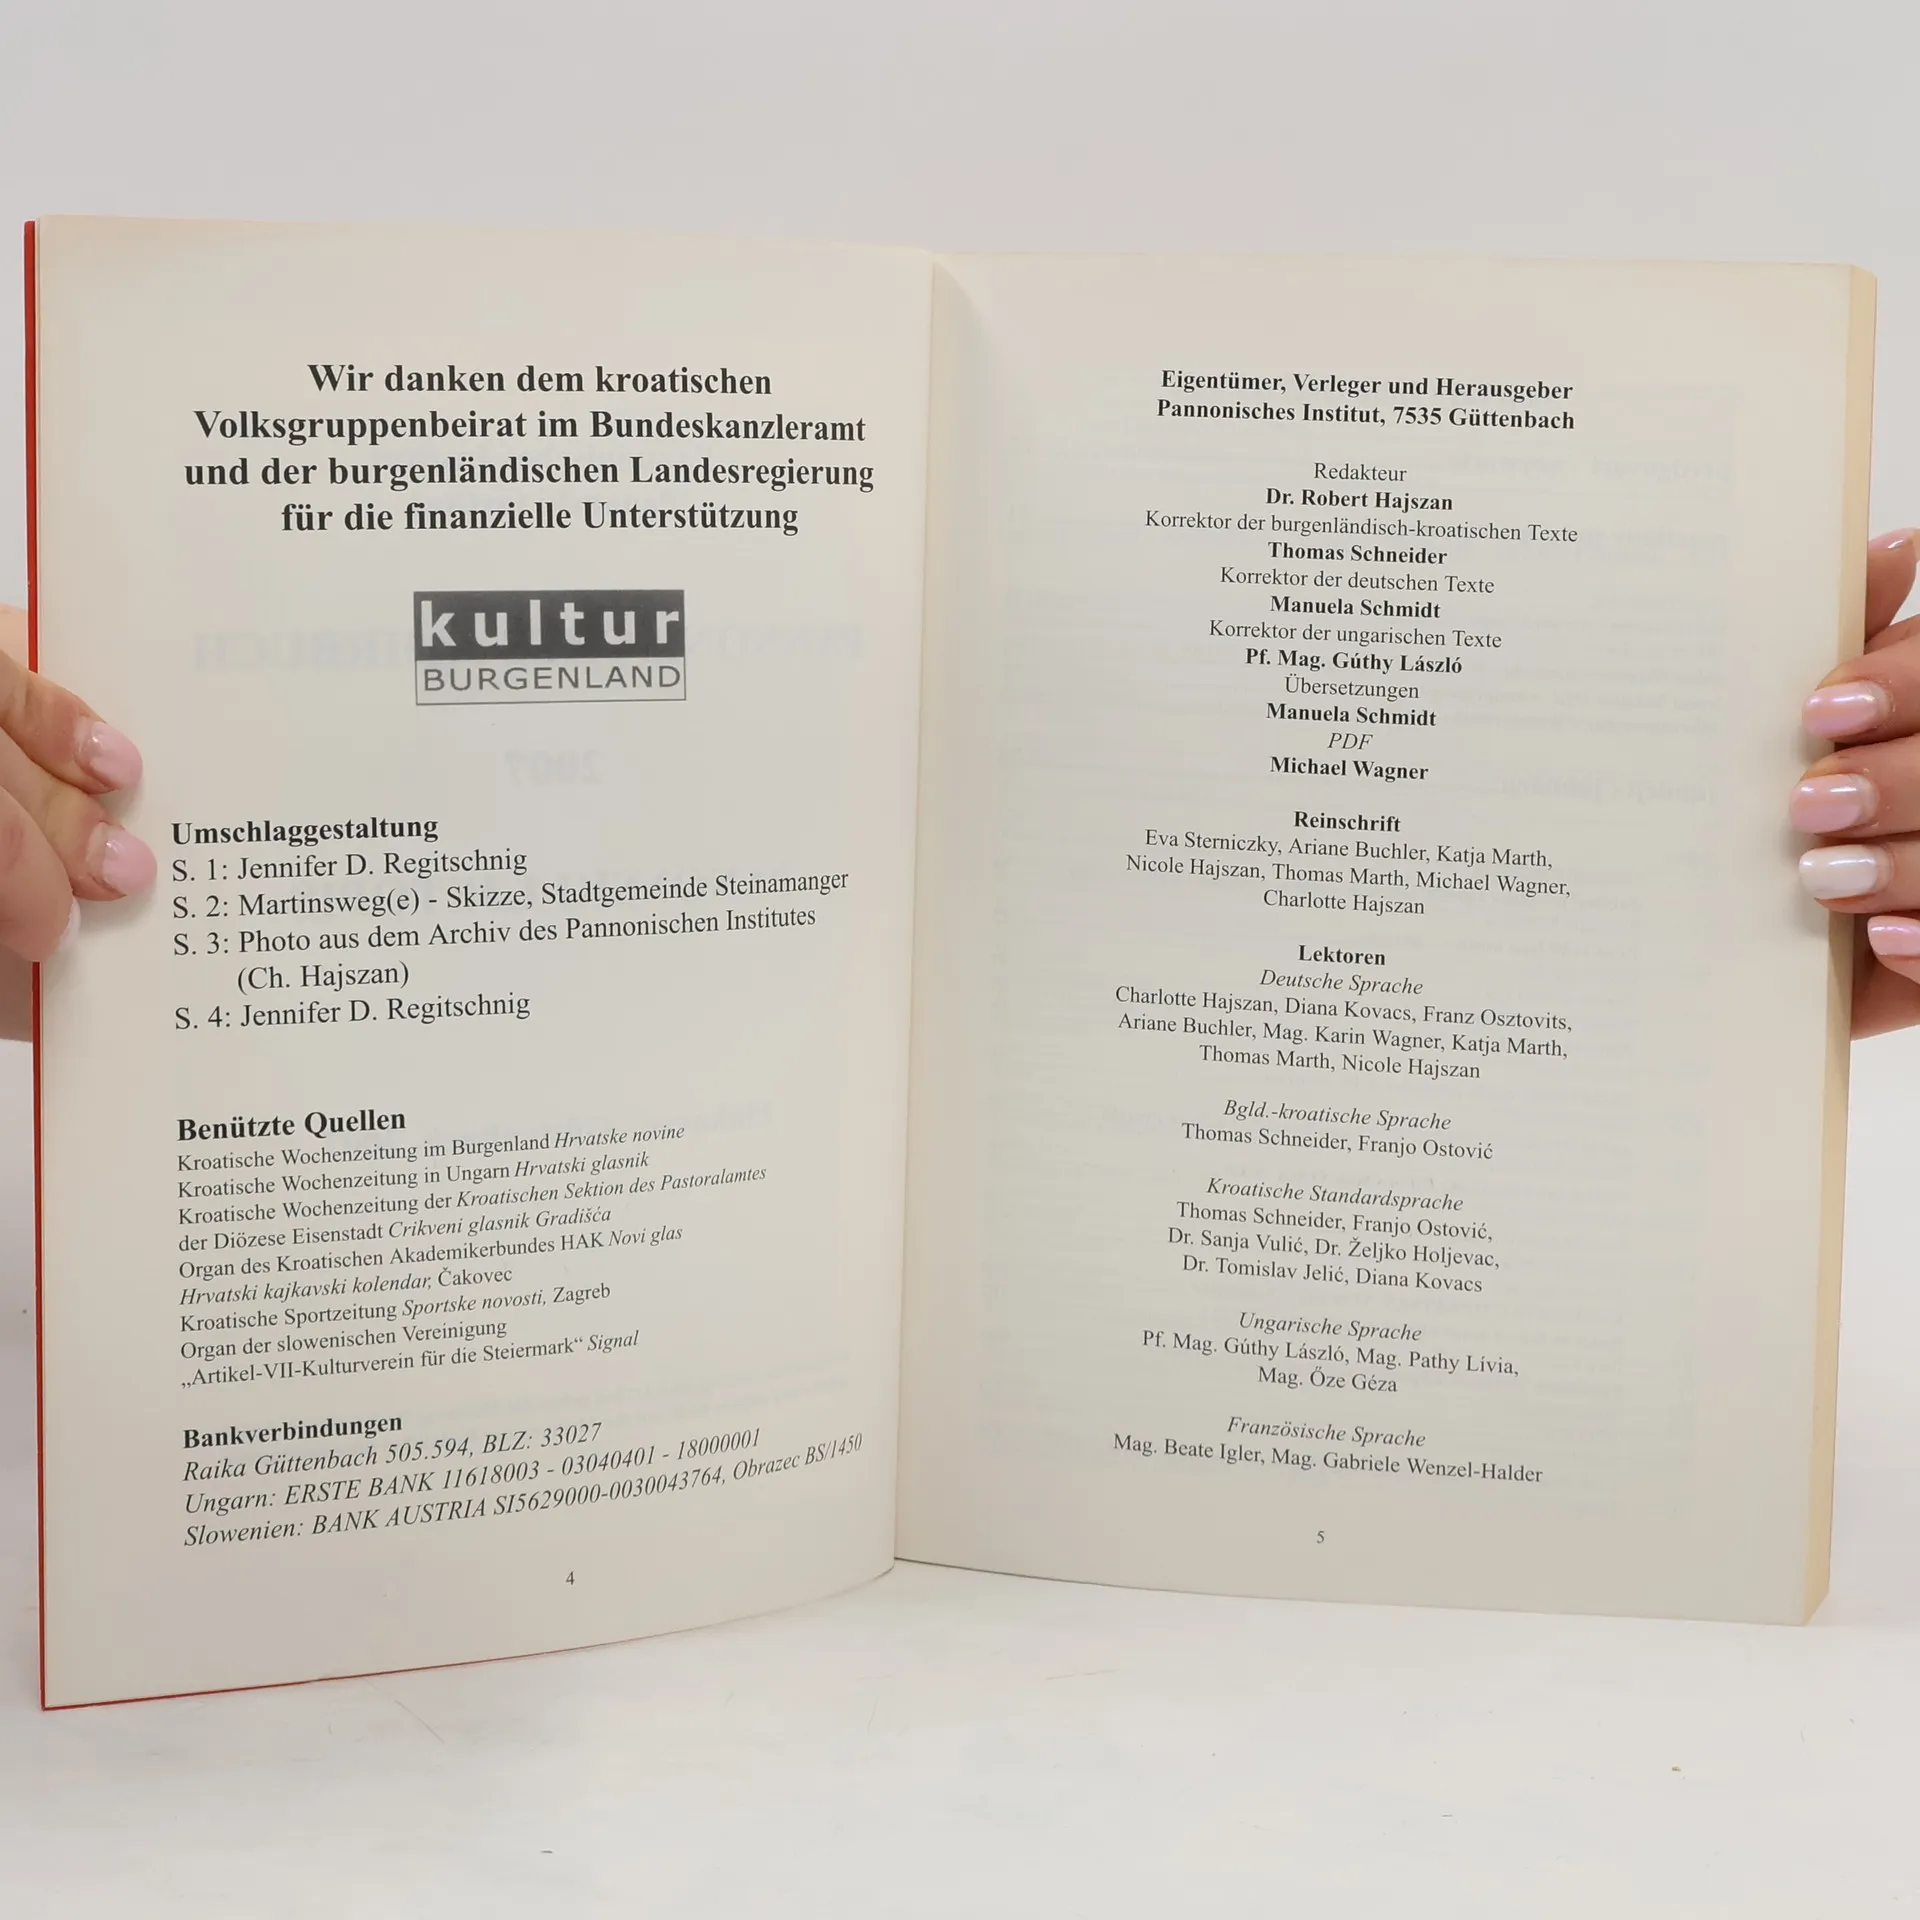 Wir danken dem kroatischen
Volksgruppenbeirat im Bundeskanzleramt
und der burgenländischen Landesregierung
für die finanzielle Unterstützung
kultur
BURGENLAND
2007
Umschlaggestaltung
S. 1: Jennifer D. Regitschnig
S. 2: Martinsweg(e) - Skizze, Stadtgemeinde Steinamanger
S. 3: Photo aus dem Archiv des Pannonischen Institutes
(Ch. Hajszan)
S. 4: Jennifer D. Regitschnig
Benützte Quellen
Kroatische Wochenzeitung im Burgenland Hrvatske novine
Kroatische Wochenzeitung in Ungarn Hrvatski glasnik
Kroatische Wochenzeitung der Kroatischen Sektion des Pastoralamtes
der Diözese Eisenstadt Crikveni glasnik Gradišća
Organ des Kroatischen Akademikerbundes HAK Novi glas
Hrvatski kajkavski kolendar, Čakovec
Kroatische Sportzeitung Sportske novosti, Zagreb
Organ der slowenischen Vereinigung
„Artikel-VII-Kulturverein für die Steiermark“ Signal
Bankverbindungen
Raika Güttenbach 505.594, BLZ: 33027
Ungarn: ERSTE BANK 11618003 - 03040401 - 18000001
Slowenien: BANK AUSTRIA SI5629000-0030043764, Obrazec BS/1450
4
Eigentümer, Verleger und Herausgeber
Pannonisches Institut, 7535 Güttenbach
Redakteur
Dr. Robert Hajszan
Korrektor der burgenländisch-kroatischen Texte
Thomas Schneider
Korrektor der deutschen Texte
Manuela Schmidt
Korrektor der ungarischen Texte
Pf. Mag. Gúthy László
Übersetzungen
Manuela Schmidt
PDF
Michael Wagner
Reinschrift
Eva Sterniczky, Ariane Buchler, Katja Marth,
Nicole Hajszan, Thomas Marth, Michael Wagner,
Charlotte Hajszan
Lektoren
Deutsche Sprache
Charlotte Hajszan, Diana Kovacs, Franz Osztovits,
Ariane Buchler, Mag. Karin Wagner, Katja Marth,
Thomas Marth, Nicole Hajszan
Bgld.-kroatische Sprache
Thomas Schneider, Franjo Ostović
Kroatische Standardsprache
Thomas Schneider, Franjo Ostović,
Dr. Sanja Vulić, Dr. Željko Holjevac,
Dr. Tomislav Jelić, Diana Kovacs
Ungarische Sprache
Pf. Mag. Gúthy László, Mag. Pathy Lívia,
Mag. Őze Géza
Französische Sprache
Mag. Beate Igler, Mag. Gabriele Wenzel-Halder
5